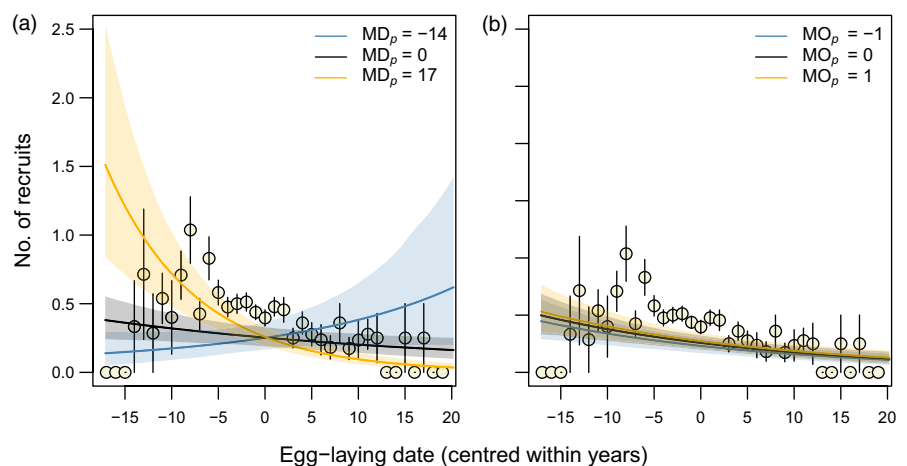 (a)
MD_p = −14
MD_p = 0
MD_p = 17
2.5
2.0
1.5
1.0
0.5
0.0
No. of recruits
−15 −10 −5 0 5 10 15 20
(b)
MO_p = −1
MO_p = 0
MO_p = 1
−15 −10 −5 0 5 10 15 20
Egg−laying date (centred within years)